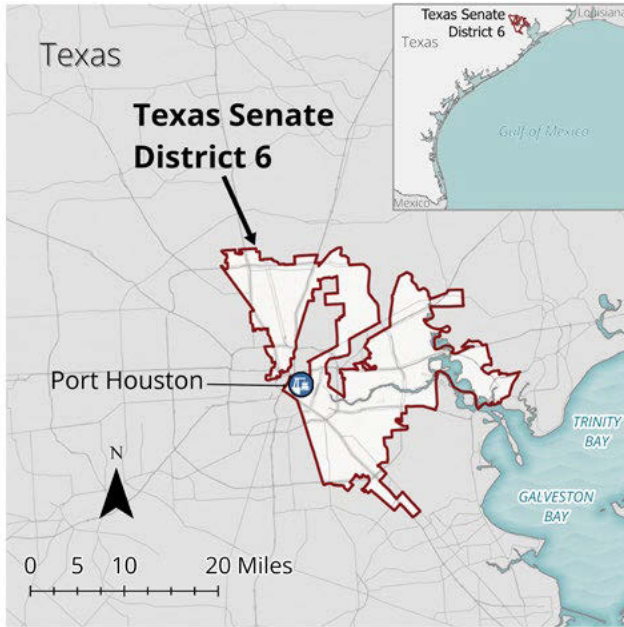 Texas
Texas Senate
District 6
Port Houston
N
0 5 10 20 Miles
TRINITY
BAY
GALVESTON
BAY
Texas Senate
District 6
Louisiana
Texas
Gulf of Mexico
Mexico